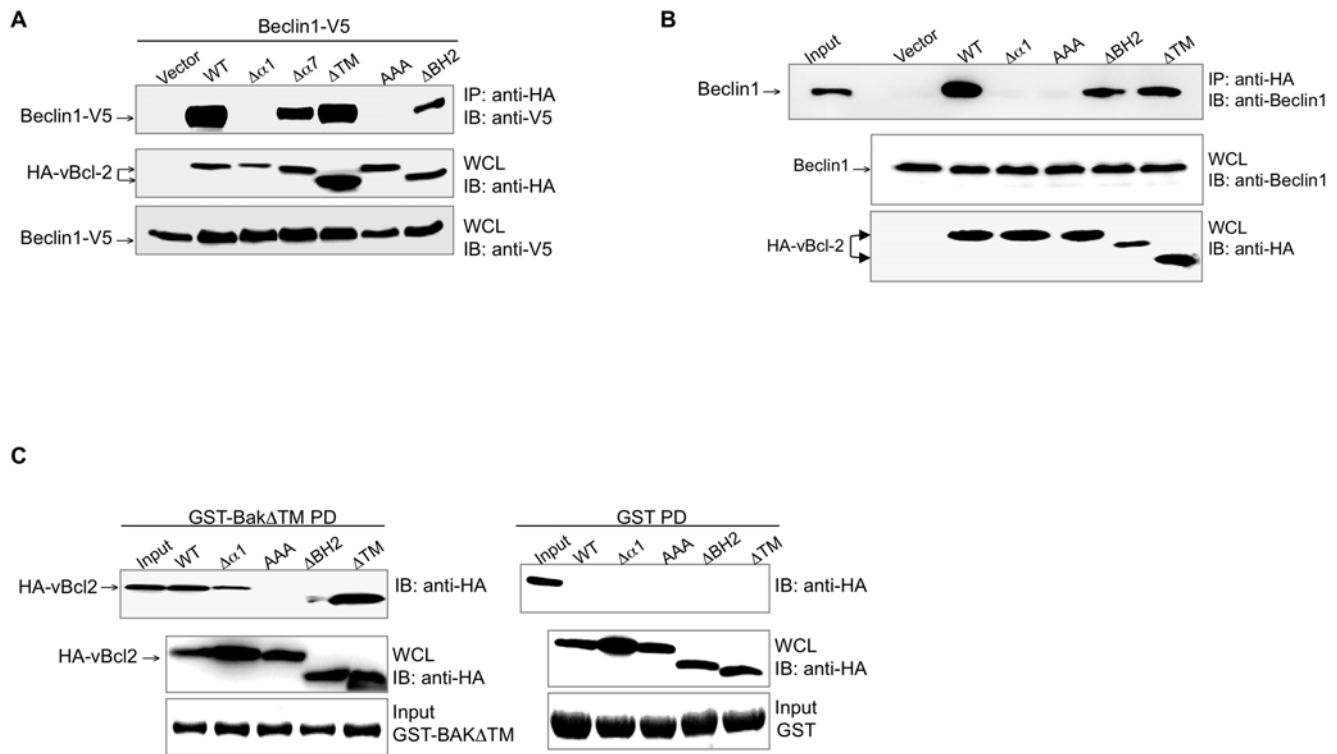 A
Beclin1-V5
Vector WT Δα1 Δα7 ΔTM AAA ΔBH2
Beclin1-V5
IP: anti-HA
IB: anti-V5
HA-vBcl-2
WCL
IB: anti-HA
Beclin1-V5
WCL
IB: anti-V5
B
Input Vector WT Δα1 AAA ΔBH2 ΔTM
Beclin1
IP: anti-HA
IB: anti-Beclin1
Beclin1
WCL
IB: anti-Beclin1
HA-vBcl-2
WCL
IB: anti-HA
C
GST-BakΔTM PD
Input WT Δα1 AAA ΔBH2 ΔTM
HA-vBcl2
IB: anti-HA
HA-vBcl2
WCL
IB: anti-HA
Input
GST-BAKΔTM
GST PD
Input WT Δα1 AAA ΔBH2 ΔTM
IB: anti-HA
WCL
IB: anti-HA
Input
GST